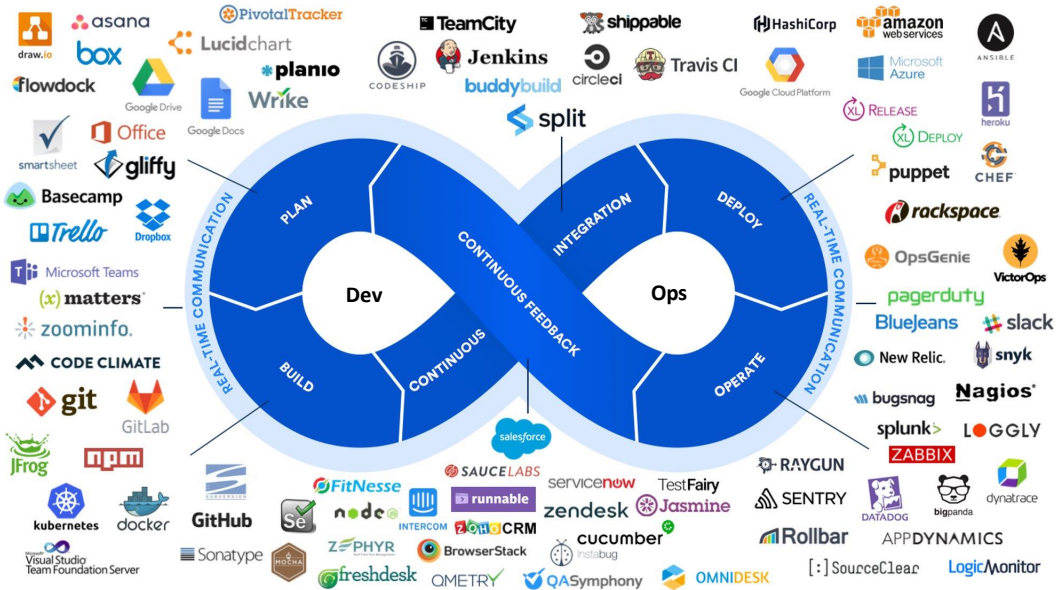 draw.io
asana
PivotalTracker
box
Lucidchart
flowdock
Google Drive
planio
Wrike
Google Docs
smartsheet
Office
gliffy
Basecamp
Trello
Dropbox
TC
TeamCity
shippable
CODESHIP
Jenkins
circleci
Travis CI
buddybuild
split
HashiCorp
amazon
web services
ANSIBLE
Google Cloud Platform
Microsoft
Azure
XL RELEASE
heroku
XL DEPLOY
puppet
CHEF
rackspace
PLAN
CONTINUOUS FEEDBACK
INTEGRATION
DEPLOY
REAL-TIME COMMUNICATION
REAL-TIME COMMUNICATION
Dev
Ops
BUILD
CONTINUOUS
OPERATE
Microsoft Teams
(x) matters
zoominfo.
OpsGenie
VictorOps
pagerduty
BlueJeans
slack
CODE CLIMATE
git
GitLab
JFrog
npm
kubernetes
docker
SUBVERSION
GitHub
Microsoft
Visual Studio
Team Foundation Server
Sonatype
MOCHA
salesforce
SAUCELABS
FitNesse
Se
node
JS
INTERCOM
runnable
servicenow
TestFairy
zendesk
Jasmine
ZOHO CRM
ZEPHYR
BrowserStack
Instabug
cucumber
freshdesk
QMETRY
QASymphony
OMNIDESK
New Relic.
snyk
bugsnag
Nagios®
splunk>
LOGGLY
ZABBIX
RAYGUN
SENTRY
DATADOG
bigpanda
dynatrace
Rollbar
APPDYNAMICS
[:]SourceClear
LogicMonitor